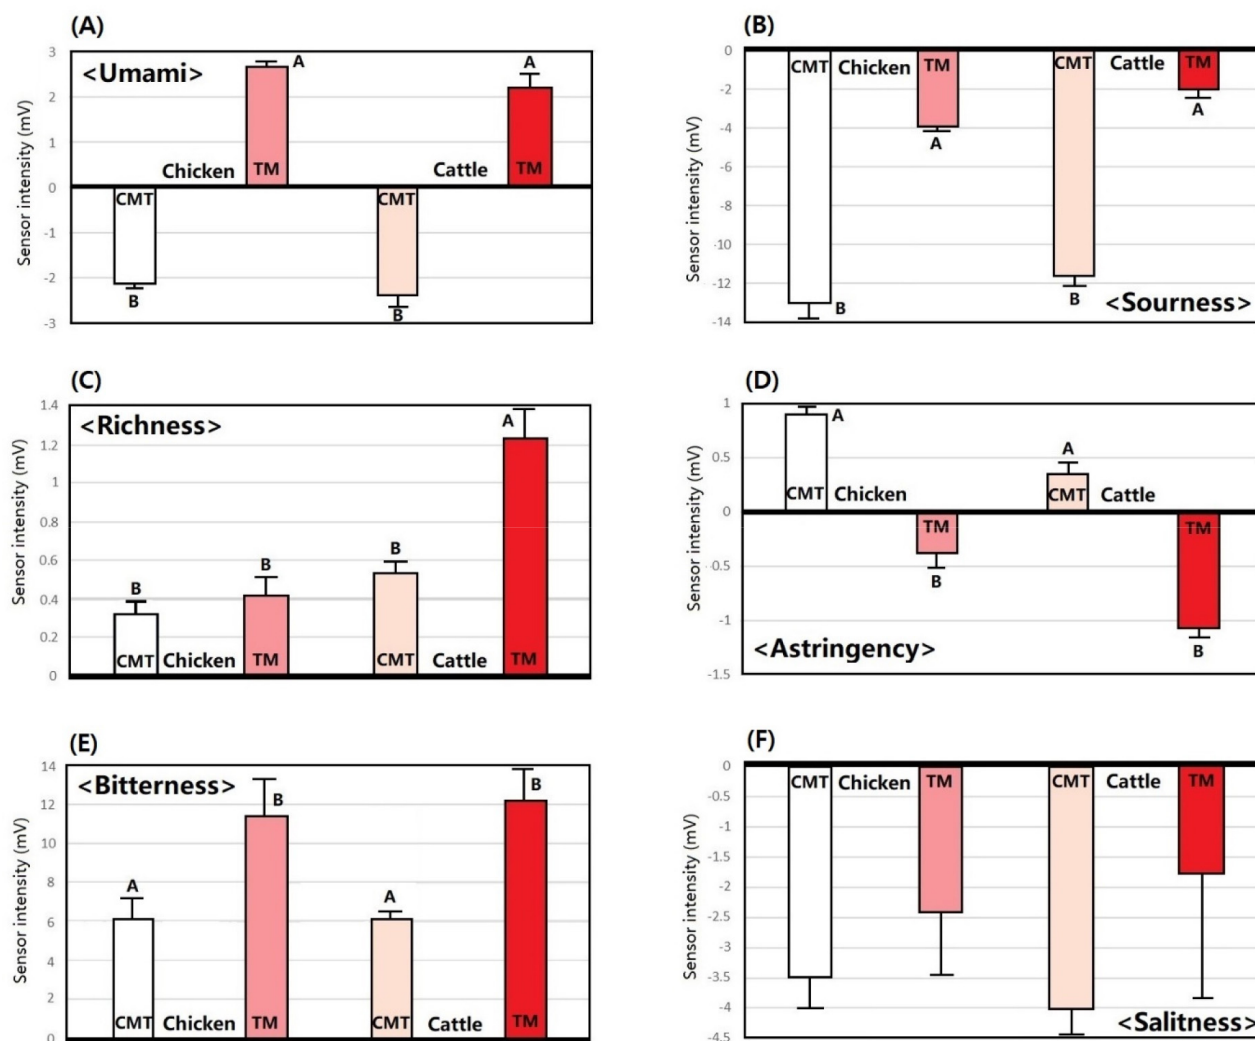 (A)
<Umami>
Sensor intensity (mV)
3
2
1
0
-1
-2
-3
CMT
B
Chicken
TM
A
CMT
B
Cattle
TM
A
(B)
Sensor intensity (mV)
0
-2
-4
-6
-8
-10
-12
-14
CMT
B
Chicken
TM
A
CMT
B
Cattle
TM
A
<Sourness>
(C)
<Richness>
Sensor intensity (mV)
1.4
1.2
1
0.8
0.6
0.4
0.2
0
B
CMT
Chicken
B
TM
B
CMT
Cattle
A
TM
(D)
Sensor intensity (mV)
1
0.5
0
-0.5
-1
-1.5
A
CMT
Chicken
TM
B
A
CMT
Cattle
TM
B
<Astringency>
(E)
<Bitterness>
Sensor intensity (mV)
14
12
10
8
6
4
2
0
A
CMT
Chicken
B
TM
A
CMT
Cattle
B
TM
(F)
Sensor intensity (mV)
0
-0.5
-1
-1.5
-2
-2.5
-3
-3.5
-4
-4.5
CMT
Chicken
TM
CMT
Cattle
TM
<Salitness>